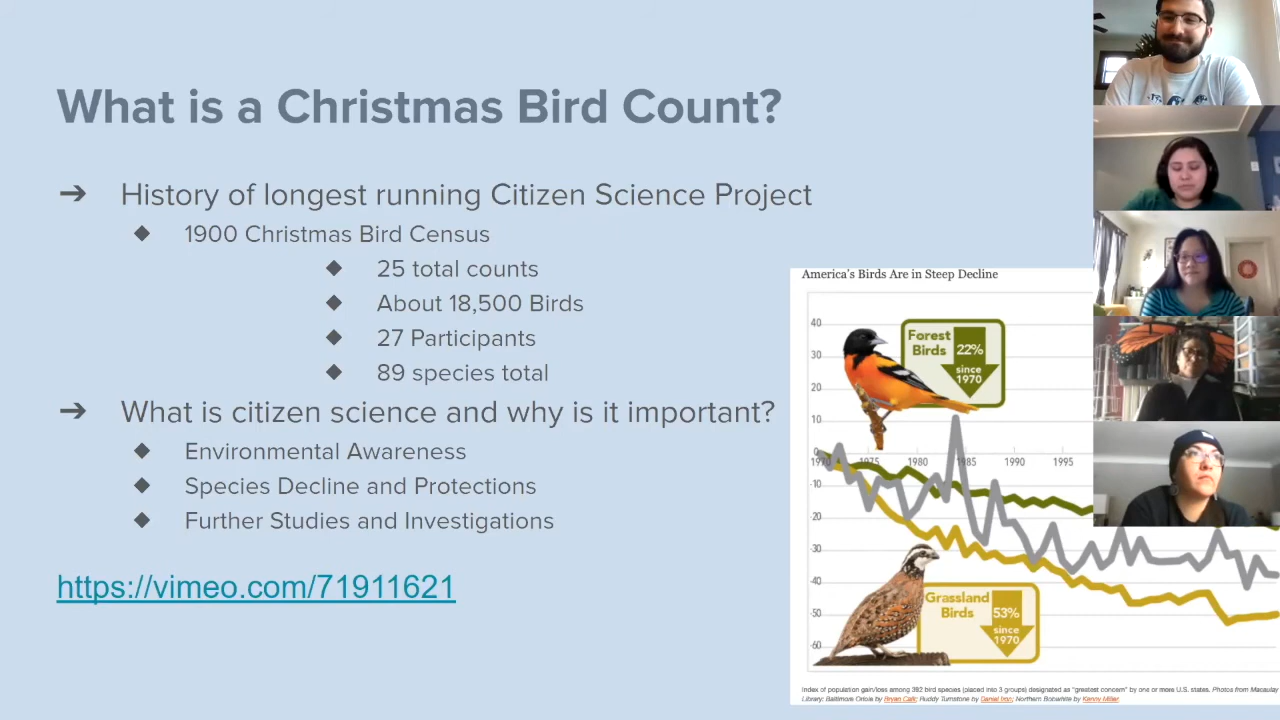 What is a Christmas Bird Count?
➔ History of longest running Citizen Science Project
◆ 1900 Christmas Bird Census
◆ 25 total counts
◆ About 18,500 Birds
◆ 27 Participants
◆ 89 species total
➔ What is citizen science and why is it important?
◆ Environmental Awareness
◆ Species Decline and Protections
◆ Further Studies and Investigations
https://vimeo.com/71911621
America's Birds Are in Steep Decline
40
30
20
10
0
-10
-20
-30
-40
-50
-60
1975 1980 1985 1990 1995
Forest
Birds
22%
since
1970
Grassland
Birds
53%
since
1970
Index of population gain/loss among 392 bird species (placed into 3 groups) designated as "greatest concern" by one or more U.S. states. Photos from Macaulay
Library: Baltimore Oriole by Bryan Calk; Ruddy Turnstone by Daniel Irons; Northern Bobwhite by Kenny Miller.